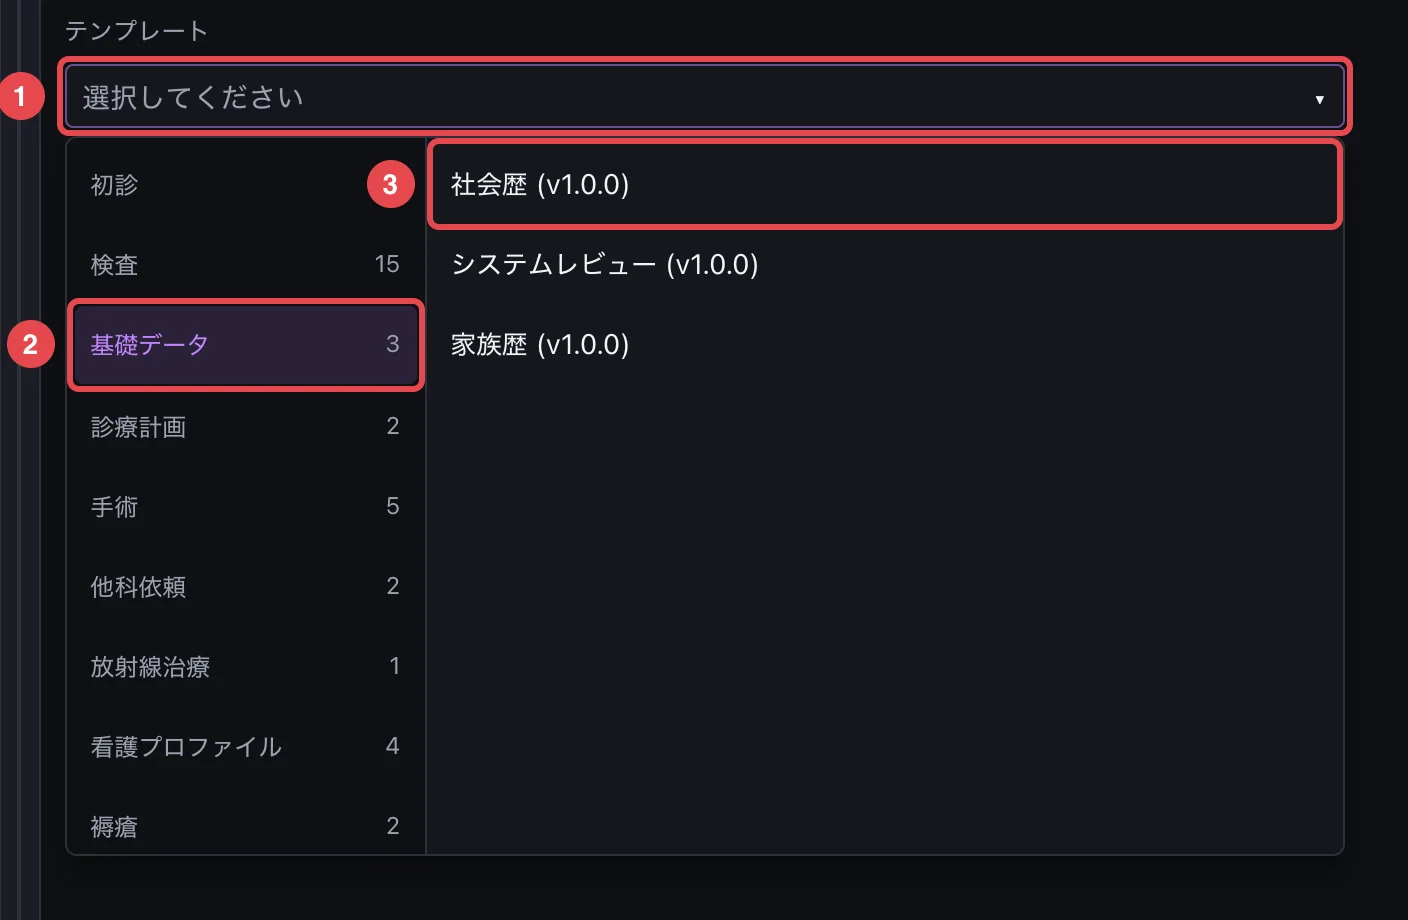 テンプレート
1 選択してください ▼
初診
検査 15
2 基礎データ 3
診療計画 2
手術 5
他科依頼 2
放射線治療 1
看護プロファイル 4
褥瘡 2
3 社会歴 (v1.0.0)
システムレビュー (v1.0.0)
家族歴 (v1.0.0)